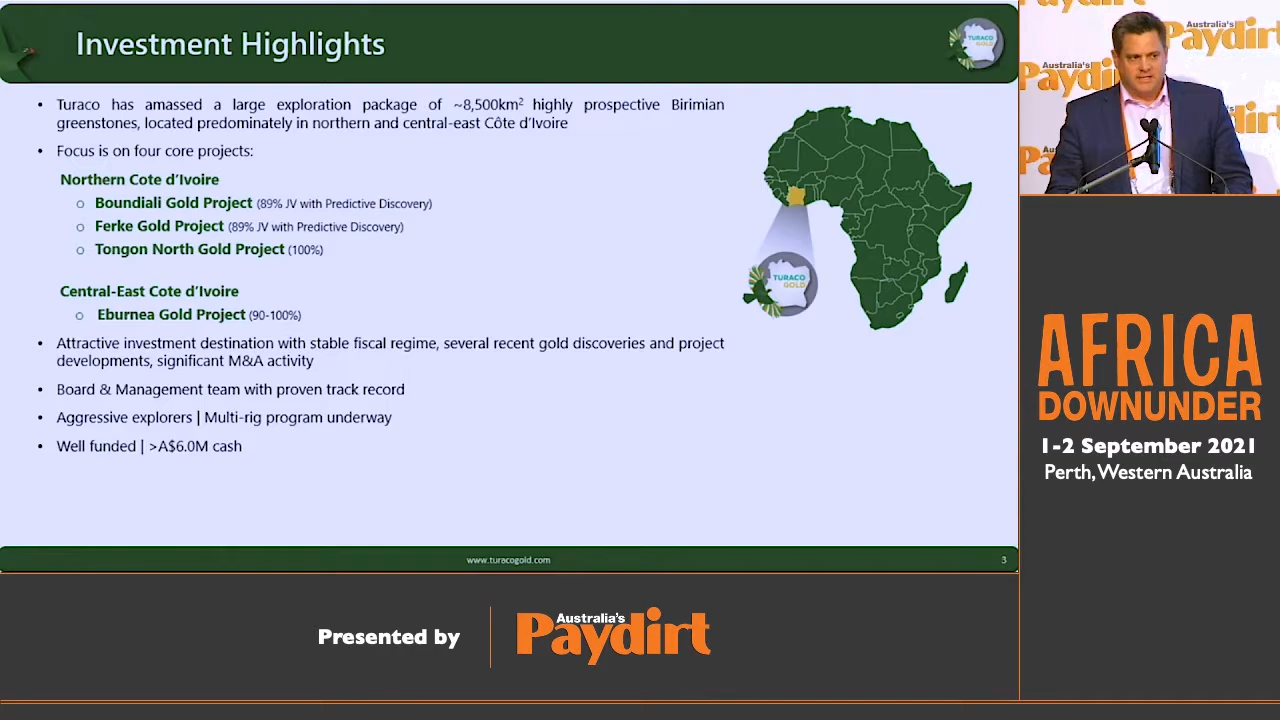 Investment Highlights
TURACO
GOLD
• Turaco has amassed a large exploration package of ~8,500km² highly prospective Birimian
greenstones, located predominately in northern and central-east Côte d'Ivoire
• Focus is on four core projects:
Northern Cote d'Ivoire
o Boundiali Gold Project (89% JV with Predictive Discovery)
o Ferke Gold Project (89% JV with Predictive Discovery)
o Tongon North Gold Project (100%)
Central-East Cote d'Ivoire
o Eburnea Gold Project (90-100%)
• Attractive investment destination with stable fiscal regime, several recent gold discoveries and project
developments, significant M&A activity
• Board & Management team with proven track record
• Aggressive explorers | Multi-rig program underway
• Well funded | >A$6.0M cash
TURACO
GOLD
www.turacogold.com
3
Australia's
Paydirt
Australia's
AFRICA
DOWNUNDER
1-2 September 2021
Perth, Western Australia
Presented by
Australia's
Paydirt